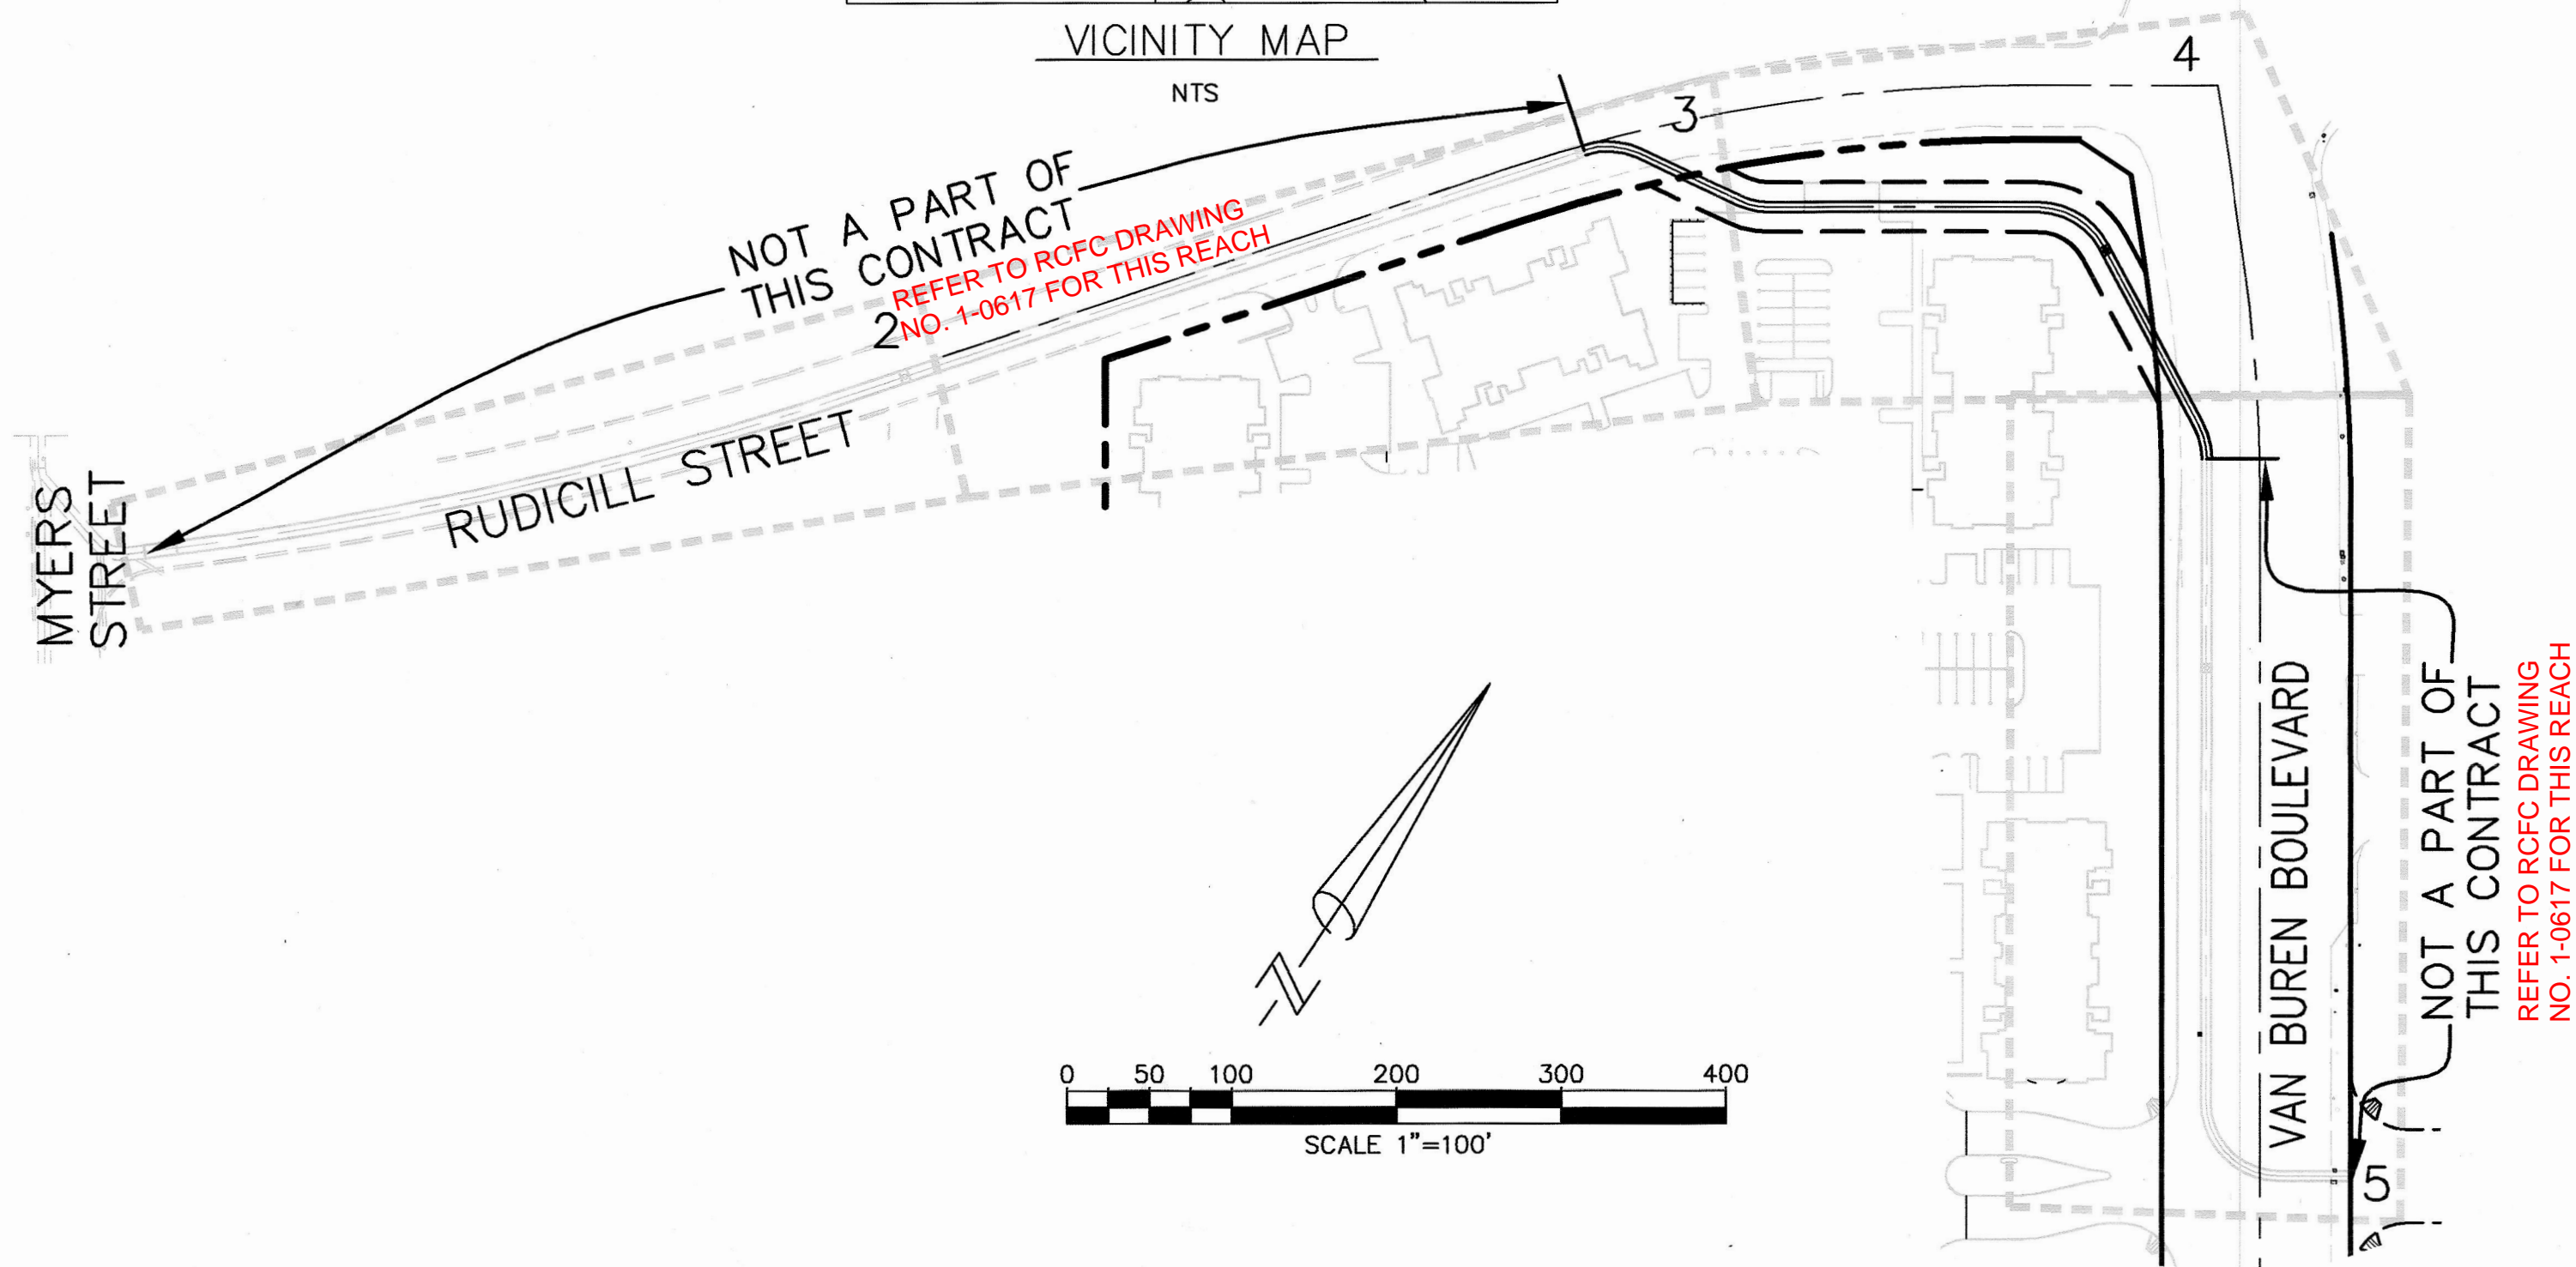 VICINITY MAP
NTS
NOT A PART OF
THIS CONTRACT
REFER TO RCFC DRAWING
NO. 1-0617 FOR THIS REACH
2
3
4
MYERS
STREET
RUDICILL STREET
N
0 50 100 200 300 400
SCALE 1"=100'
VAN BUREN BOULEVARD
NOT A PART OF
THIS CONTRACT
REFER TO RCFC DRAWING
NO. 1-0617 FOR THIS REACH
5